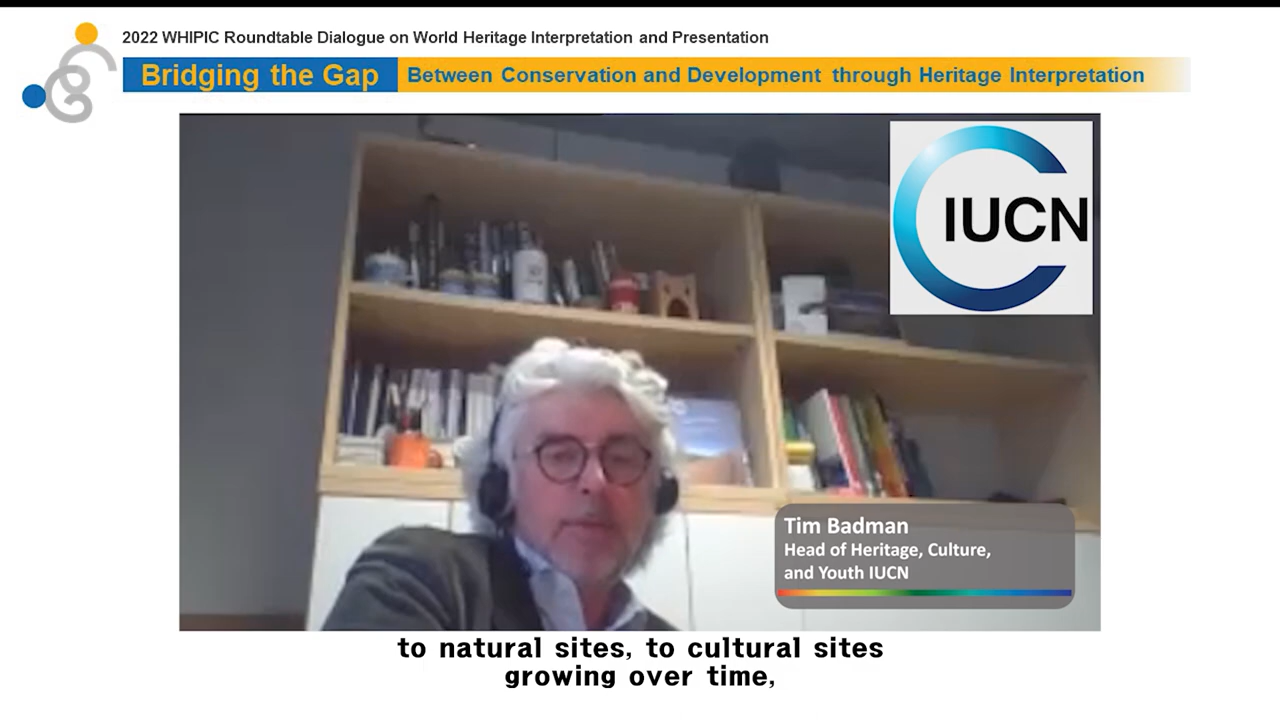 2022 WHIPIC Roundtable Dialogue on World Heritage Interpretation and Presentation
Bridging the Gap Between Conservation and Development through Heritage Interpretation
IUCN
Tim Badman
Head of Heritage, Culture,
and Youth IUCN
to natural sites, to cultural sites
growing over time,